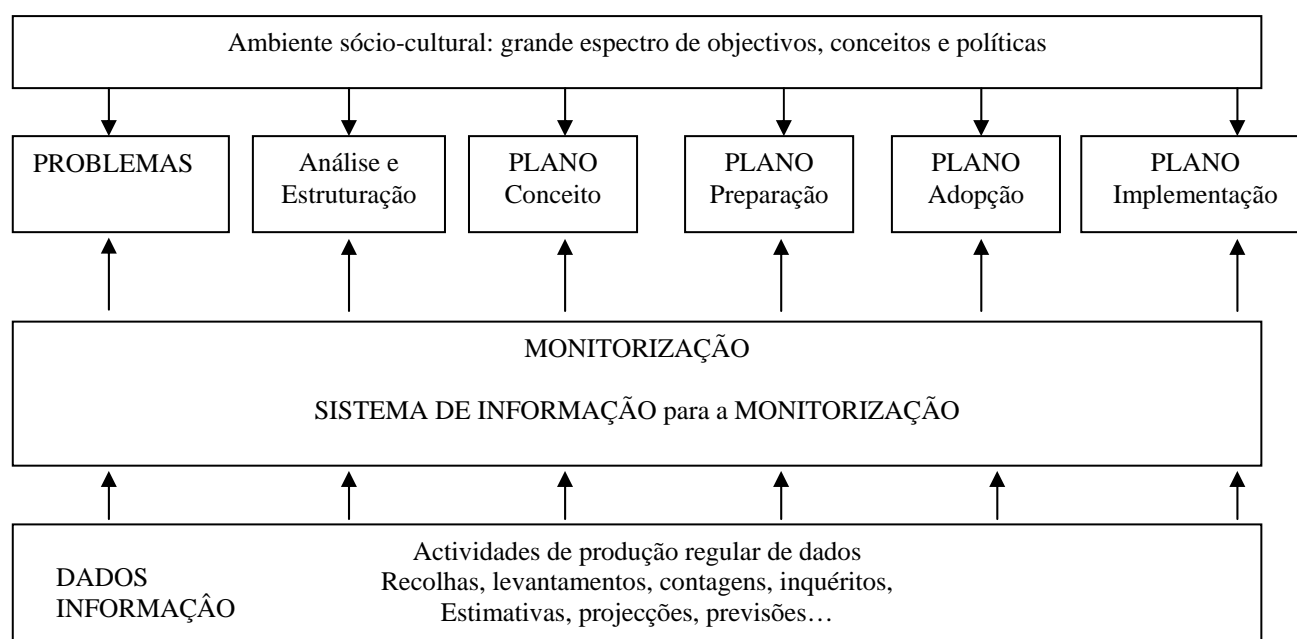 Ambiente sócio-cultural: grande espectro de objectivos, conceitos e políticas
PROBLEMAS
Análise e
Estruturação
PLANO
Conceito
PLANO
Preparação
PLANO
Adopção
PLANO
Implementação
MONITORIZAÇÃO
SISTEMA DE INFORMAÇÃO para a MONITORIZAÇÃO
DADOS
INFORMAÇÂO
Actividades de produção regular de dados
Recolhas, levantamentos, contagens, inquéritos,
Estimativas, projecções, previsões…